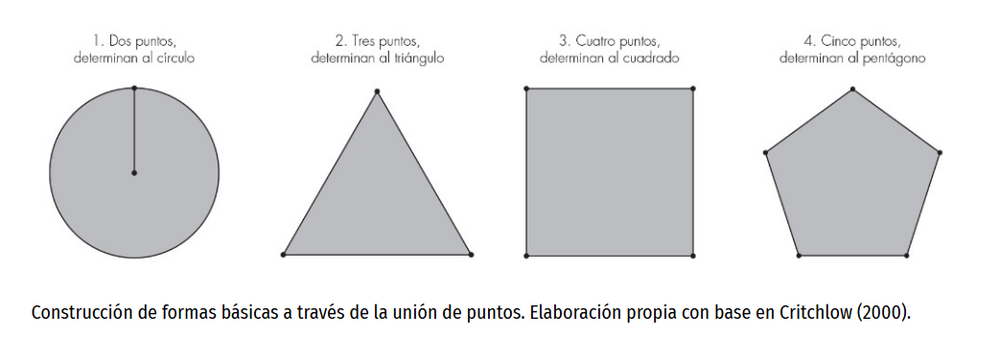 1. Dos puntos,
determinan al círculo
2. Tres puntos,
determinan al triángulo
3. Cuatro puntos,
determinan al cuadrado
4. Cinco puntos,
determinan al pentágono
Construcción de formas básicas a través de la unión de puntos. Elaboración propia con base en Critchlow (2000).